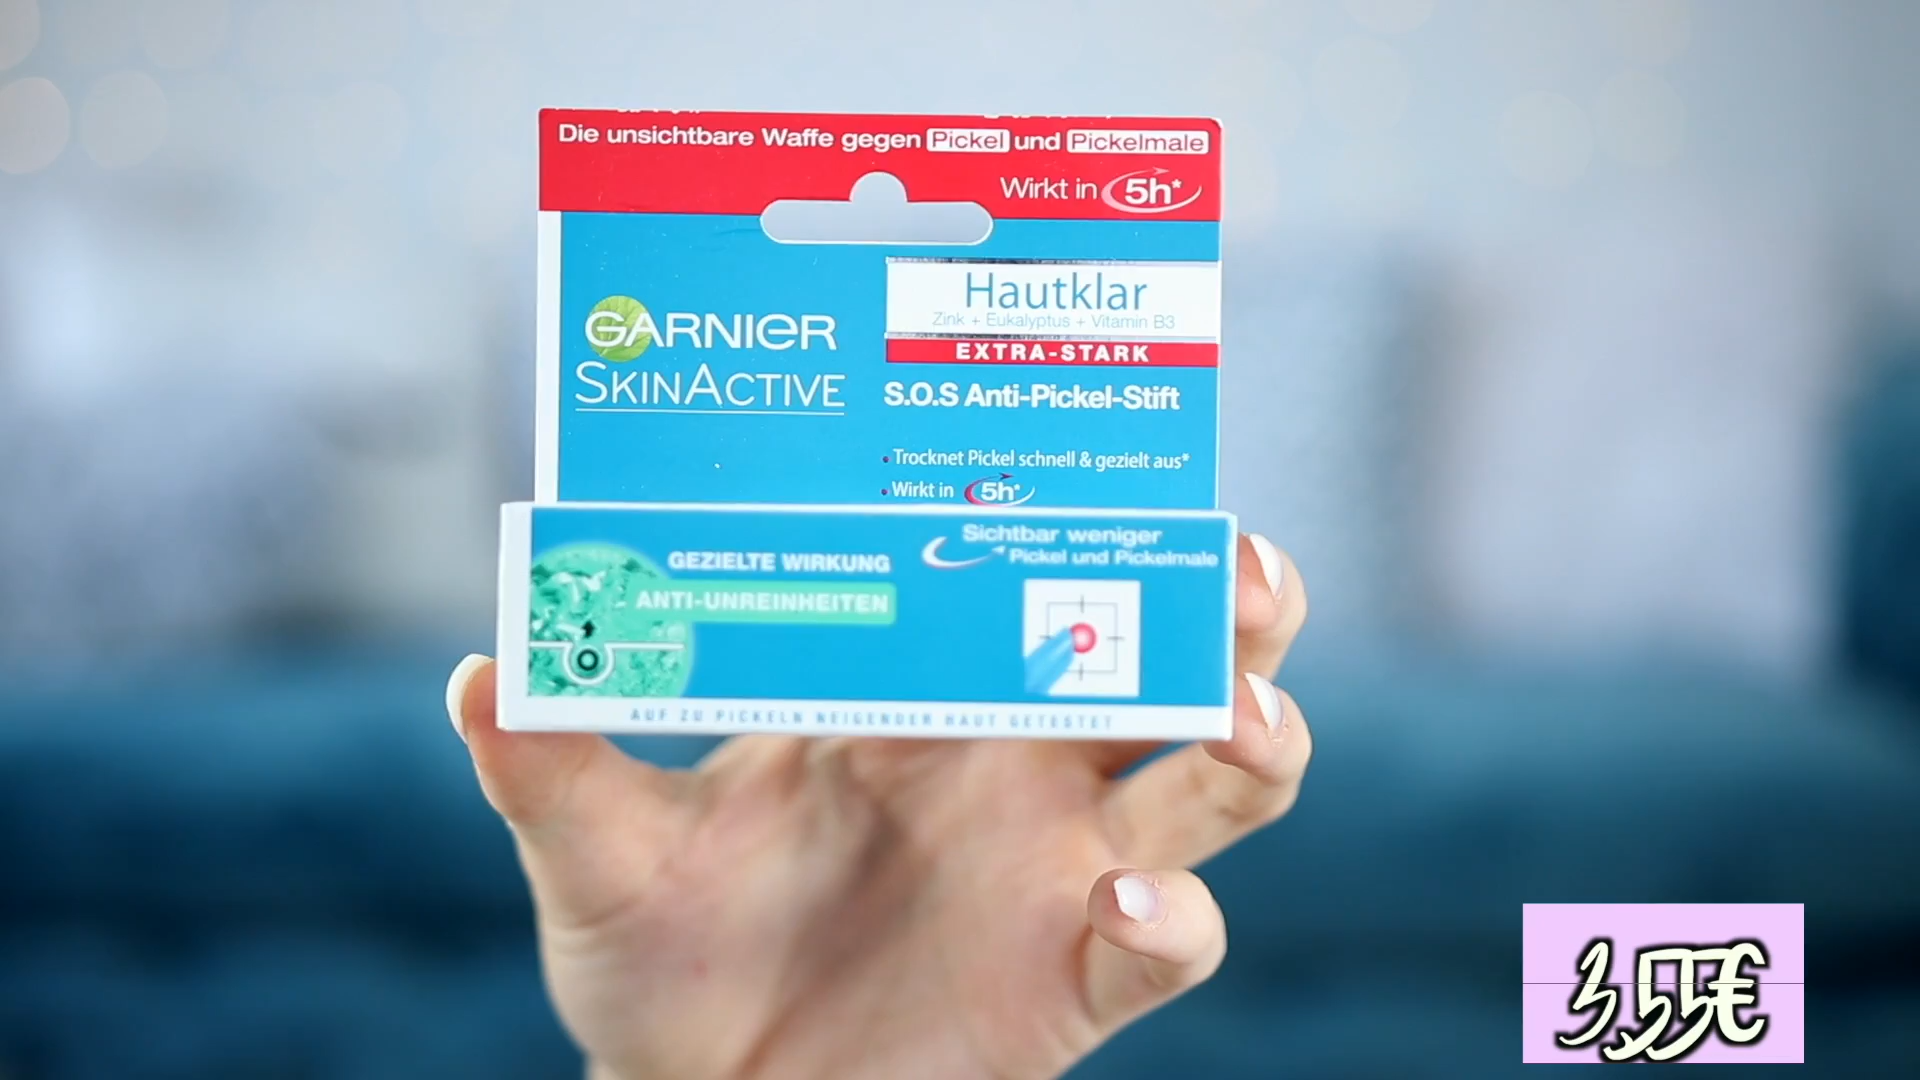 Die unsichtbare Waffe gegen Pickel und Pickelmale
Wirkt in 5h*
Hautklar
Zink + Eukalyptus + Vitamin B3
EXTRA-STARK
GARNIER
SKINACTIVE
S.O.S Anti-Pickel-Stift
• Trocknet Pickel schnell & gezielt aus*
• Wirkt in 5h*
Sichtbar weniger
Pickel und Pickelmale
GEZIELTE WIRKUNG
ANTI-UNREINHEITEN
AUF ZU PICKELN NEIGENDER HAUT GETESTET
3,55€